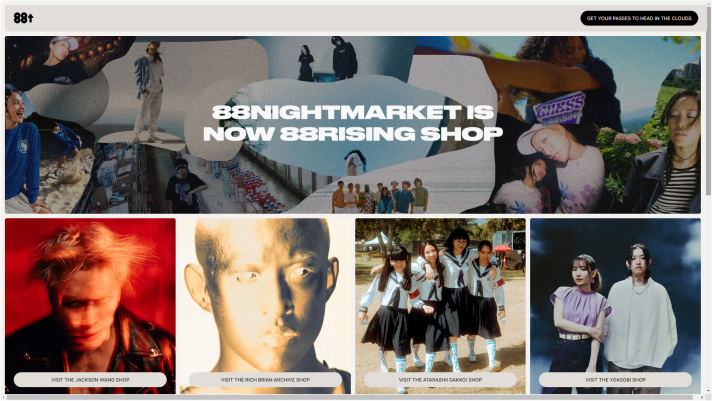 88↑
GET YOUR PASSES TO HEAD IN THE CLOUDS
88NIGHTMARKET IS
NOW 88RISING SHOP
GUESS
88RISING
VISIT THE JACKSON WANG SHOP
VISIT THE RICH BRIAN ARCHIVE SHOP
VISIT THE ATARASHII GAKKO! SHOP
VISIT THE YOASOBI SHOP